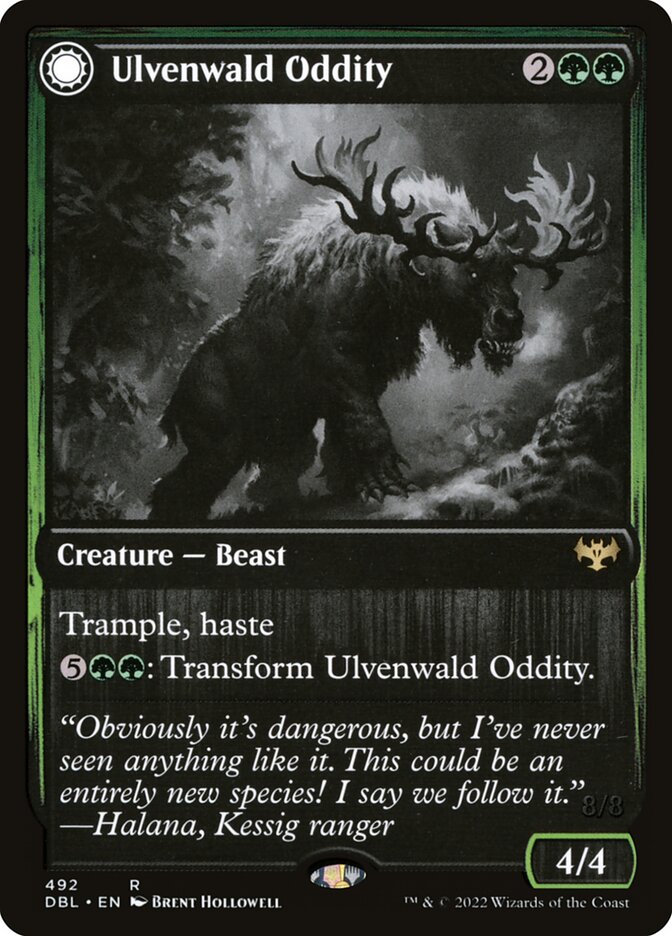 Ulvenwald Oddity 2
Creature — Beast
Trample, haste
5: Transform Ulvenwald Oddity.
“Obviously it’s dangerous, but I’ve never
seen anything like it. This could be an
entirely new species! I say we follow it.”
—Halana, Kessig ranger
8/8
4/4
492 R
DBL • EN Brent Hollowell
™ & © 2022 Wizards of the Coast